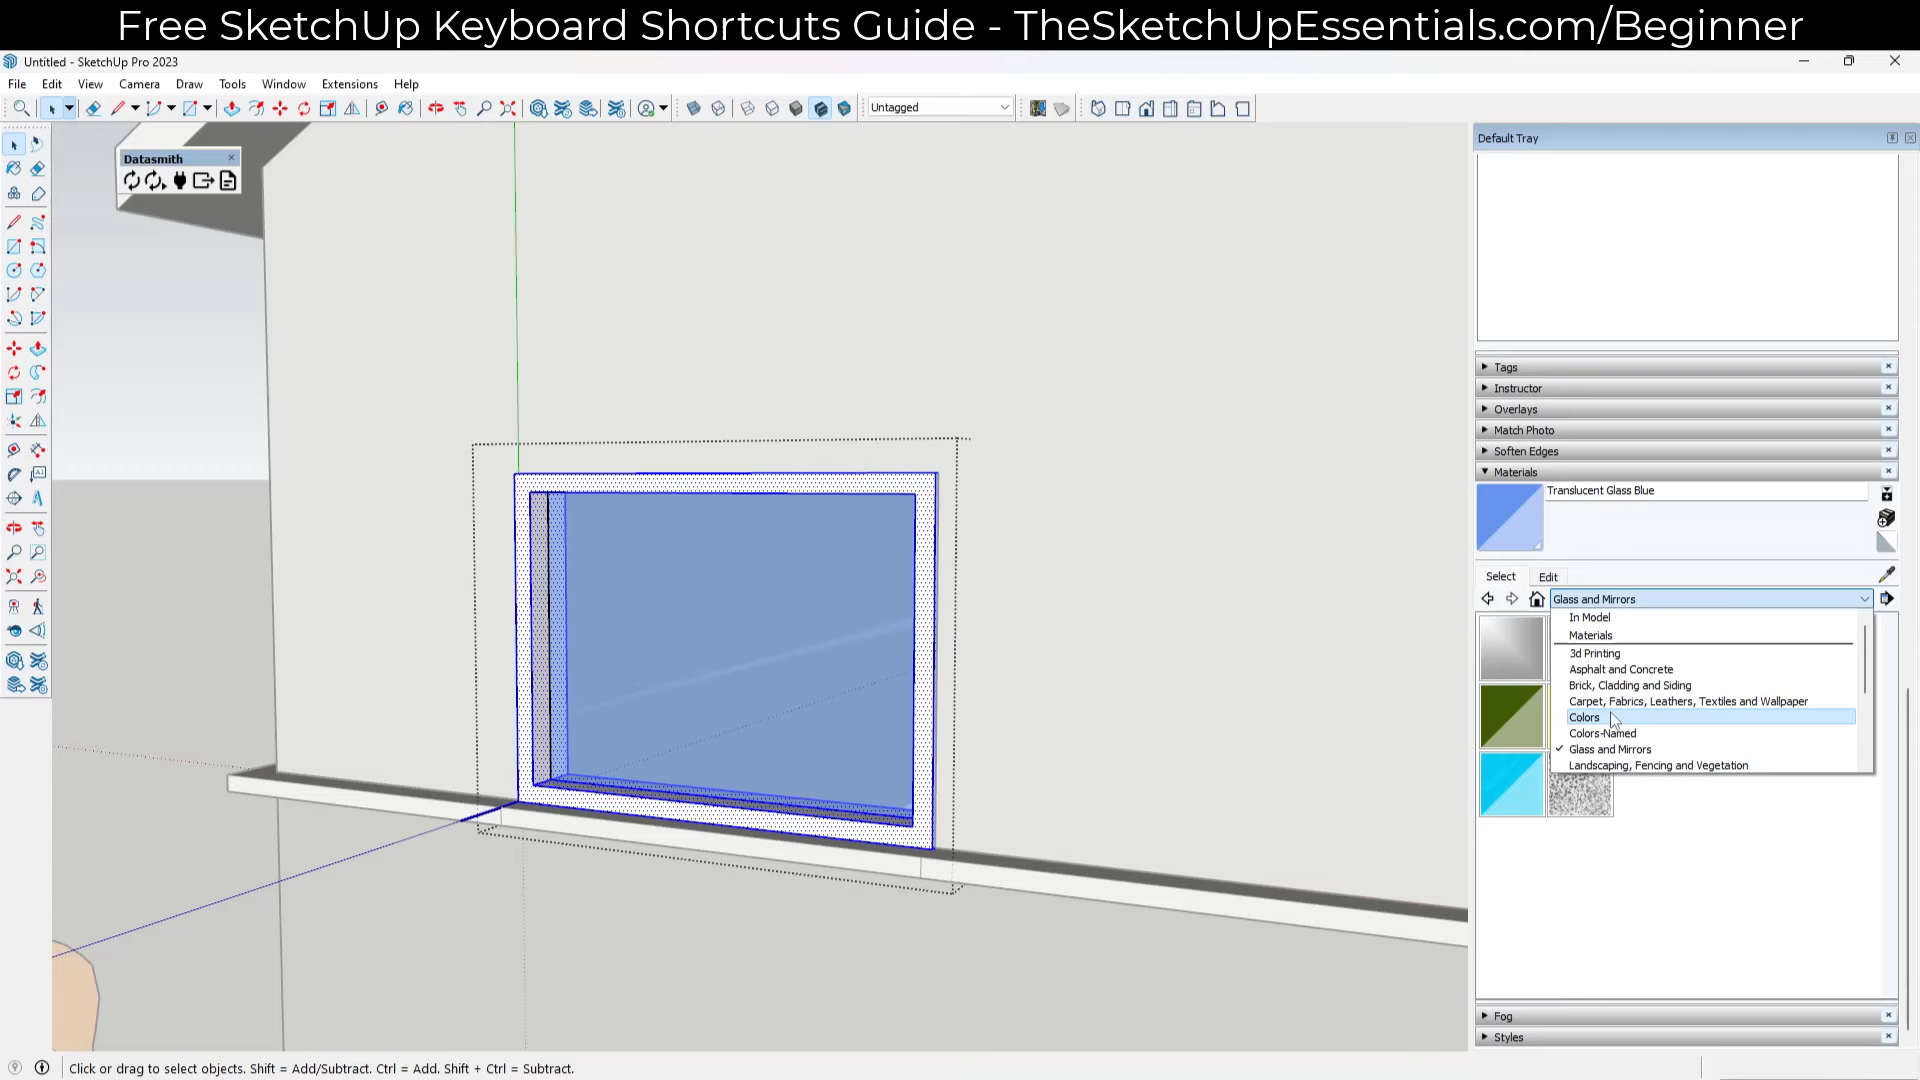 Free SketchUp Keyboard Shortcuts Guide - TheSketchUpEssentials.com/Beginner
Untitled - SketchUp Pro 2023
File Edit View Camera Draw Tools Window Extensions Help
Untagged
Default Tray
Datasmith
Tags
Instructor
Overlays
Match Photo
Soften Edges
Materials
Translucent Glass Blue
Select Edit
Glass and Mirrors
In Model
Materials
3d Printing
Asphalt and Concrete
Brick, Cladding and Siding
Carpet, Fabrics, Leathers, Textiles and Wallpaper
Colors
Colors-Named
Glass and Mirrors
Landscaping, Fencing and Vegetation
Fog
Styles
Click or drag to select objects. Shift = Add/Subtract. Ctrl = Add. Shift + Ctrl = Subtract.